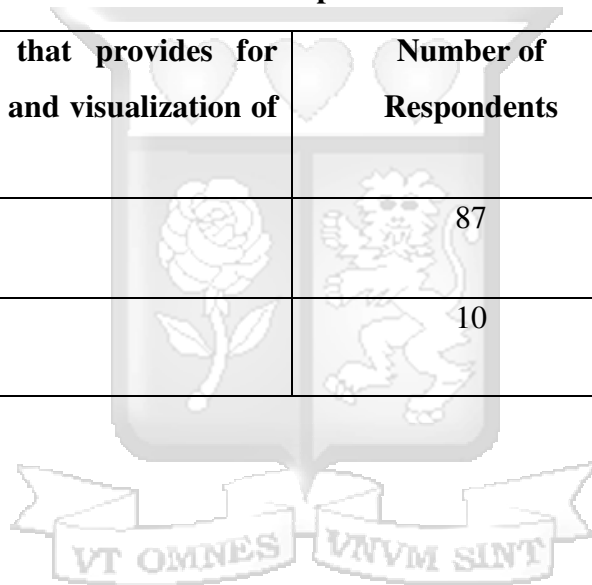 that provides for Number of
and visualization of Respondents
87
10
VT OMNES VNVM SINT